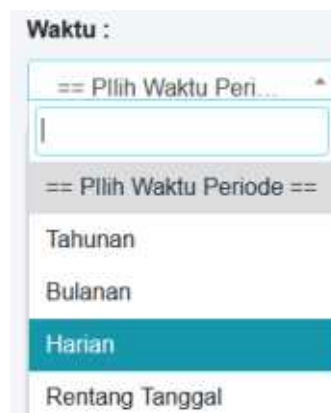 Waktu :
== PIlih Waktu Peri...
== PIlih Waktu Periode ==
Tahunan
Bulanan
Harian
Rentang Tanggal